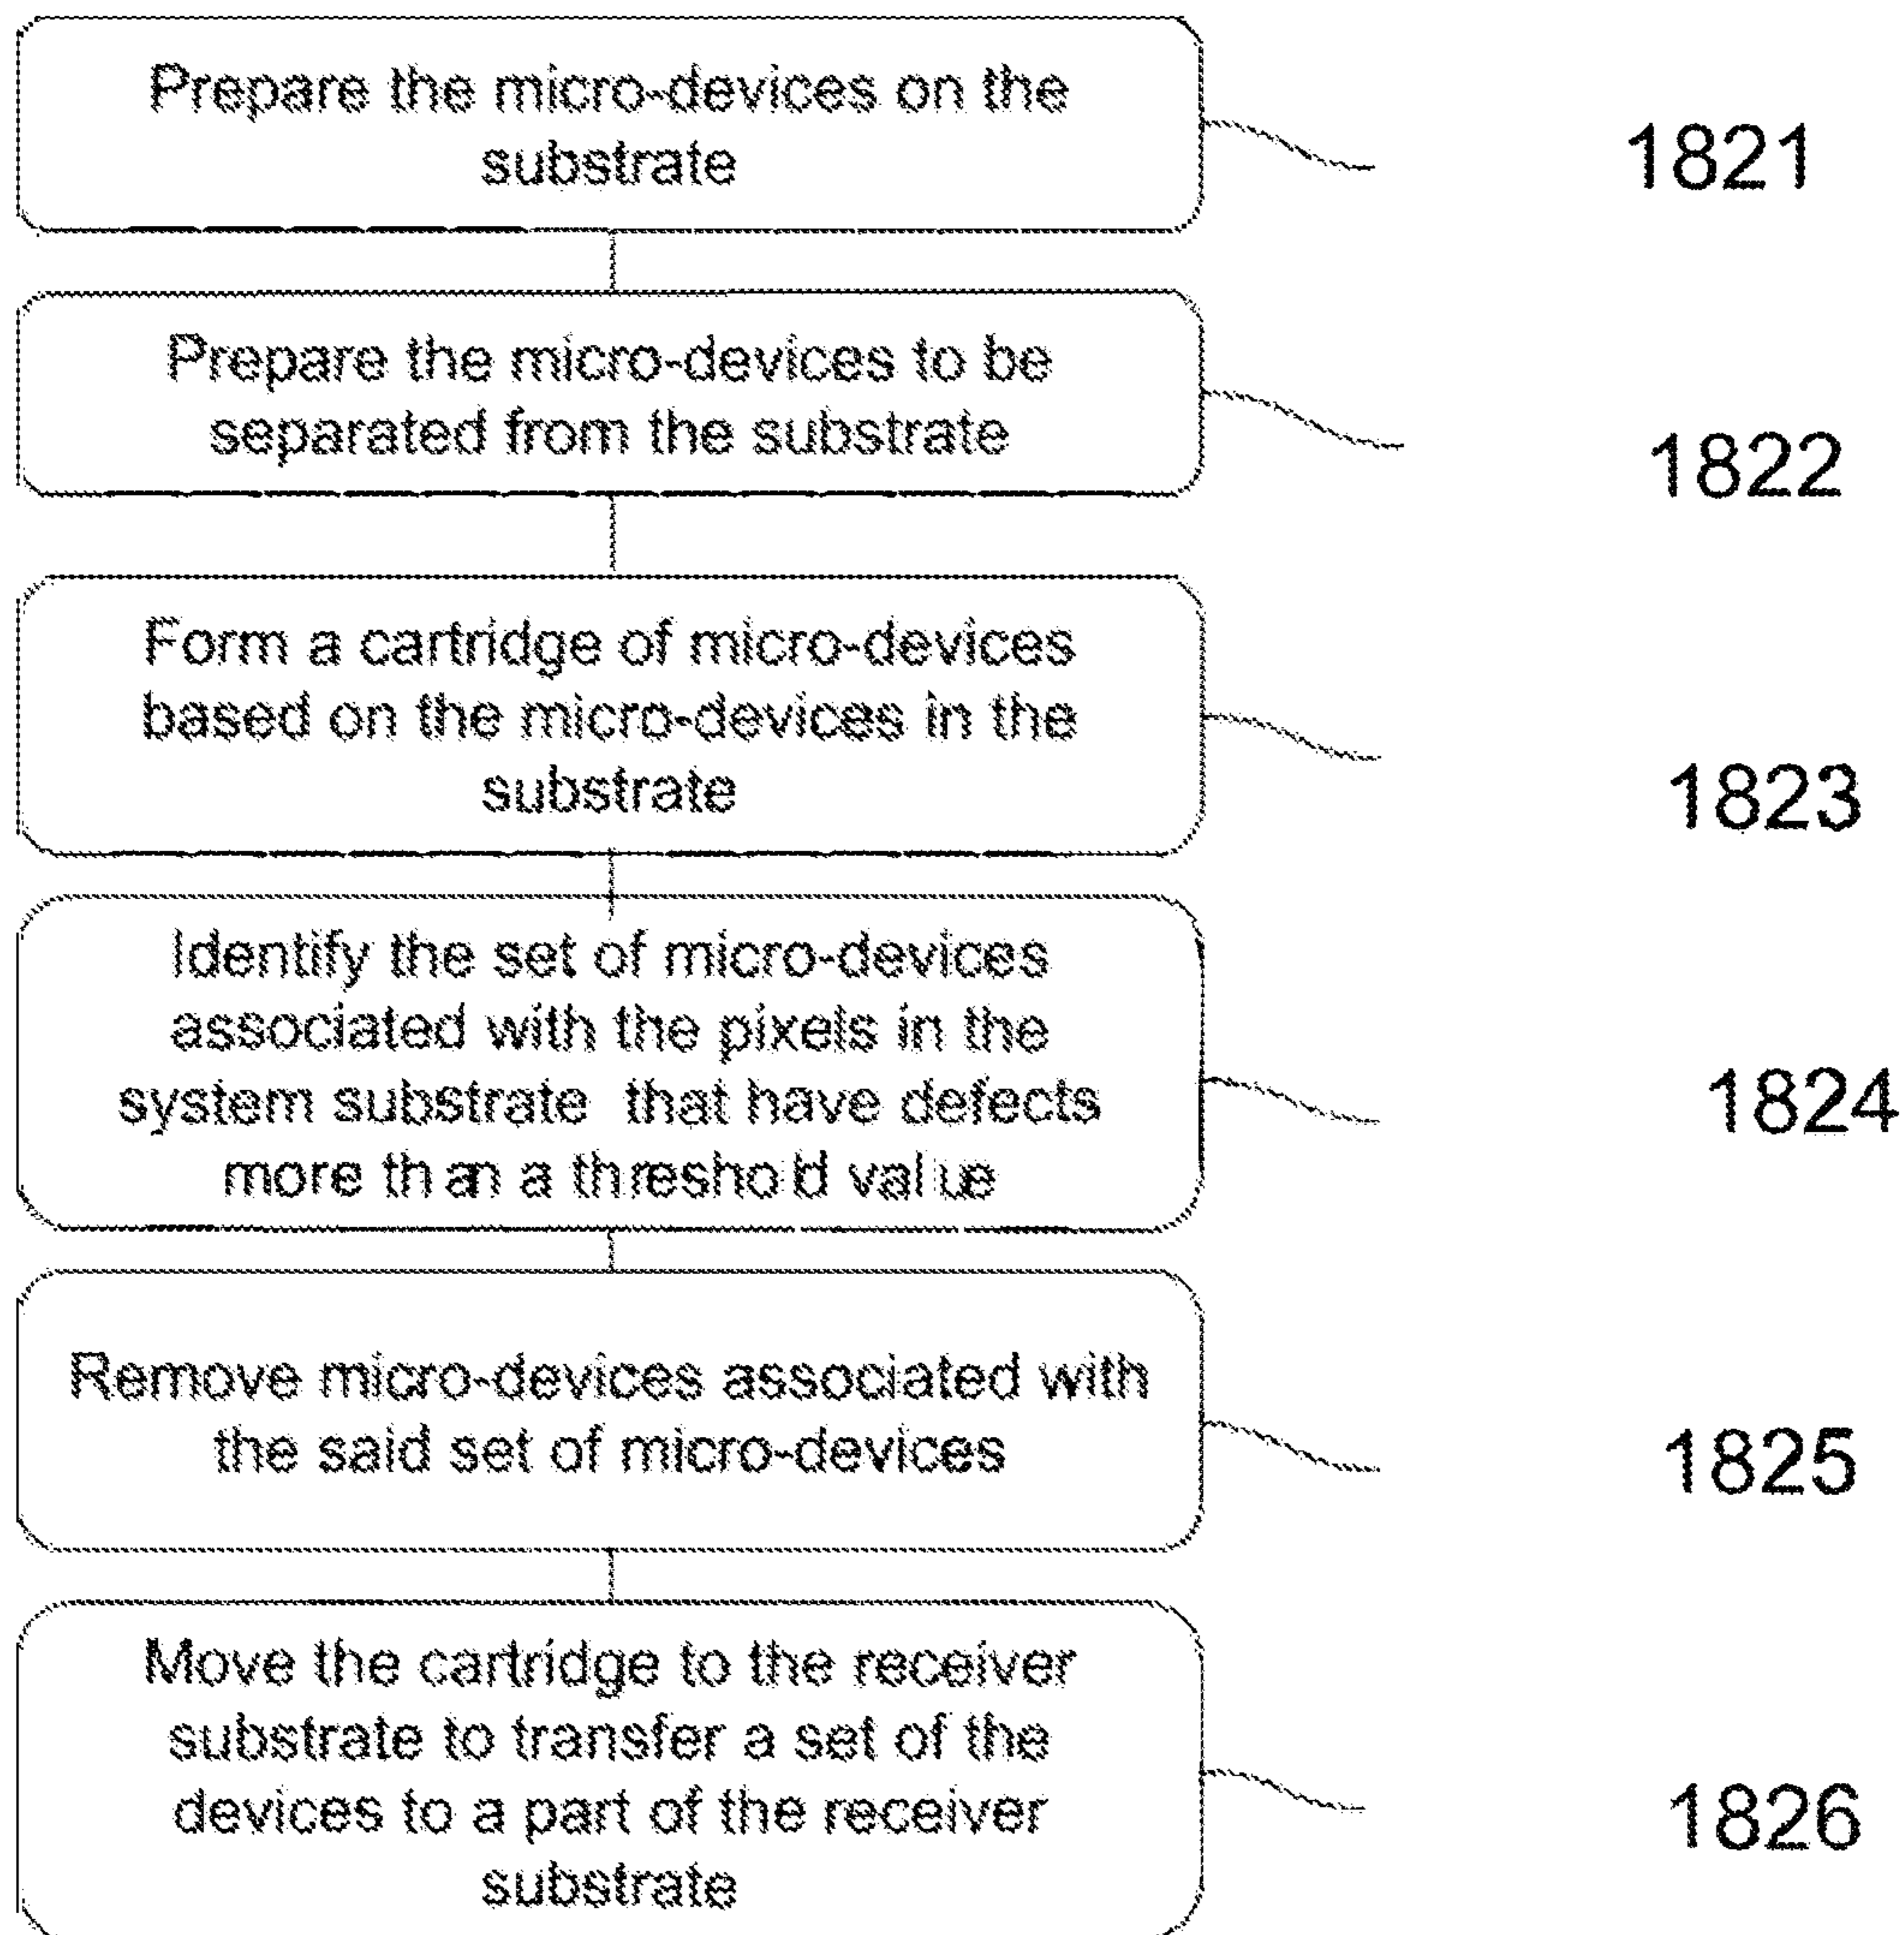 Prepare the micro-devices on the
substrate
1821
Prepare the micro-devices to be
separated from the substrate
1822
Form a cartridge of micro-devices
based on the micro-devices in the
substrate
1823
Identify the set of micro-devices
associated with the pixels in the
system substrate that have defects
more than a threshold value
1824
Remove micro-devices associated with
the said set of micro-devices
1825
Move the cartridge to the receiver
substrate to transfer a set of the
devices to a part of the receiver
substrate
1826